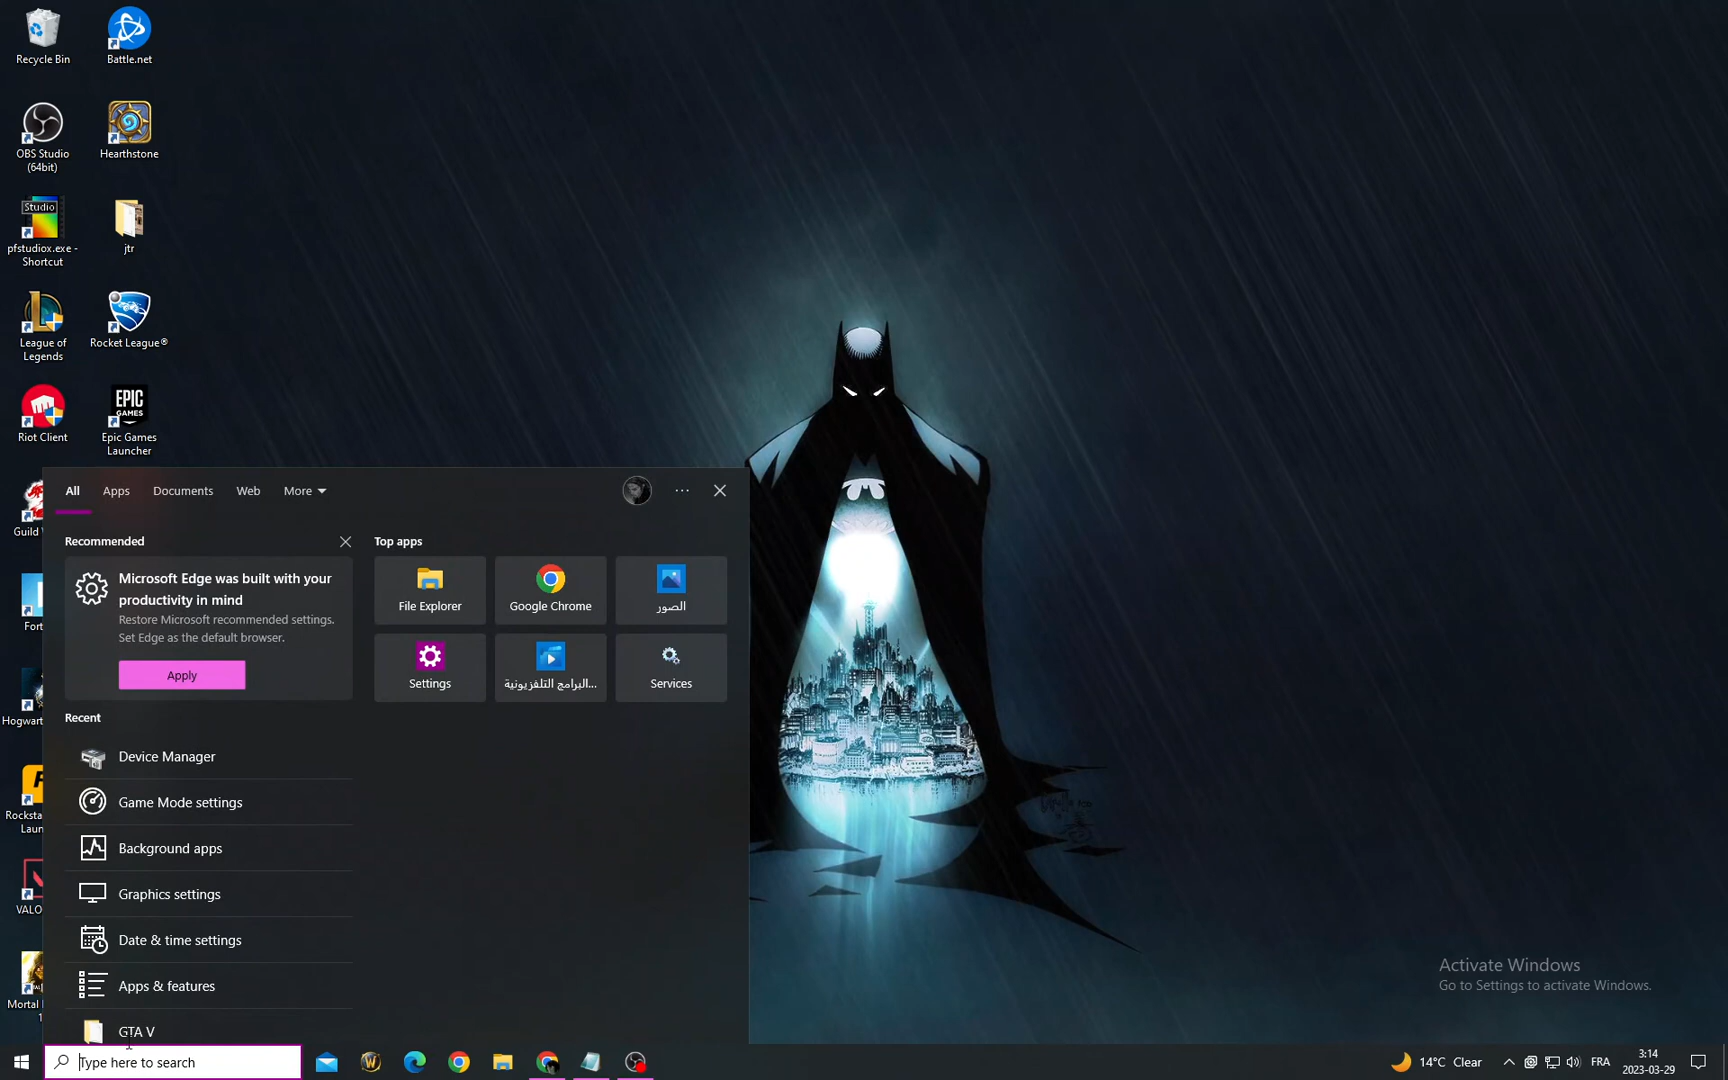 Recycle Bin
Battle.net
OBS Studio
(64bit)
Hearthstone
Studio
pfstudiox.exe -
Shortcut
jtr
League of
Legends
Rocket League®
Riot Client
EPIC
GAMES
Epic Games
Launcher
Guild
Fort
Hogwart
Rocksta
Laun
VALO
Mortal
1
All
Apps
Documents
Web
More
Recommended
Microsoft Edge was built with your
productivity in mind
Restore Microsoft recommended settings.
Set Edge as the default browser.
Apply
Top apps
File Explorer
Google Chrome
الصور
Settings
البرامج التلفزيونية...
Services
Recent
Device Manager
Game Mode settings
Background apps
Graphics settings
Date & time settings
Apps & features
GTA V
Activate Windows
Go to Settings to activate Windows.
Type here to search
14°C Clear
FRA
3:14
2023-03-29